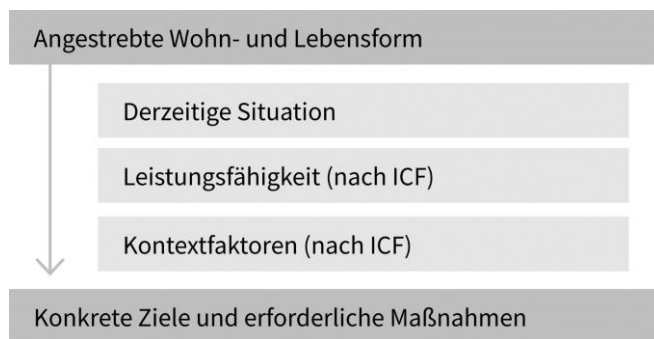 Angestrebte Wohn- und Lebensform
Derzeitige Situation
Leistungsfähigkeit (nach ICF)
Kontextfaktoren (nach ICF)
Konkrete Ziele und erforderliche Maßnahmen